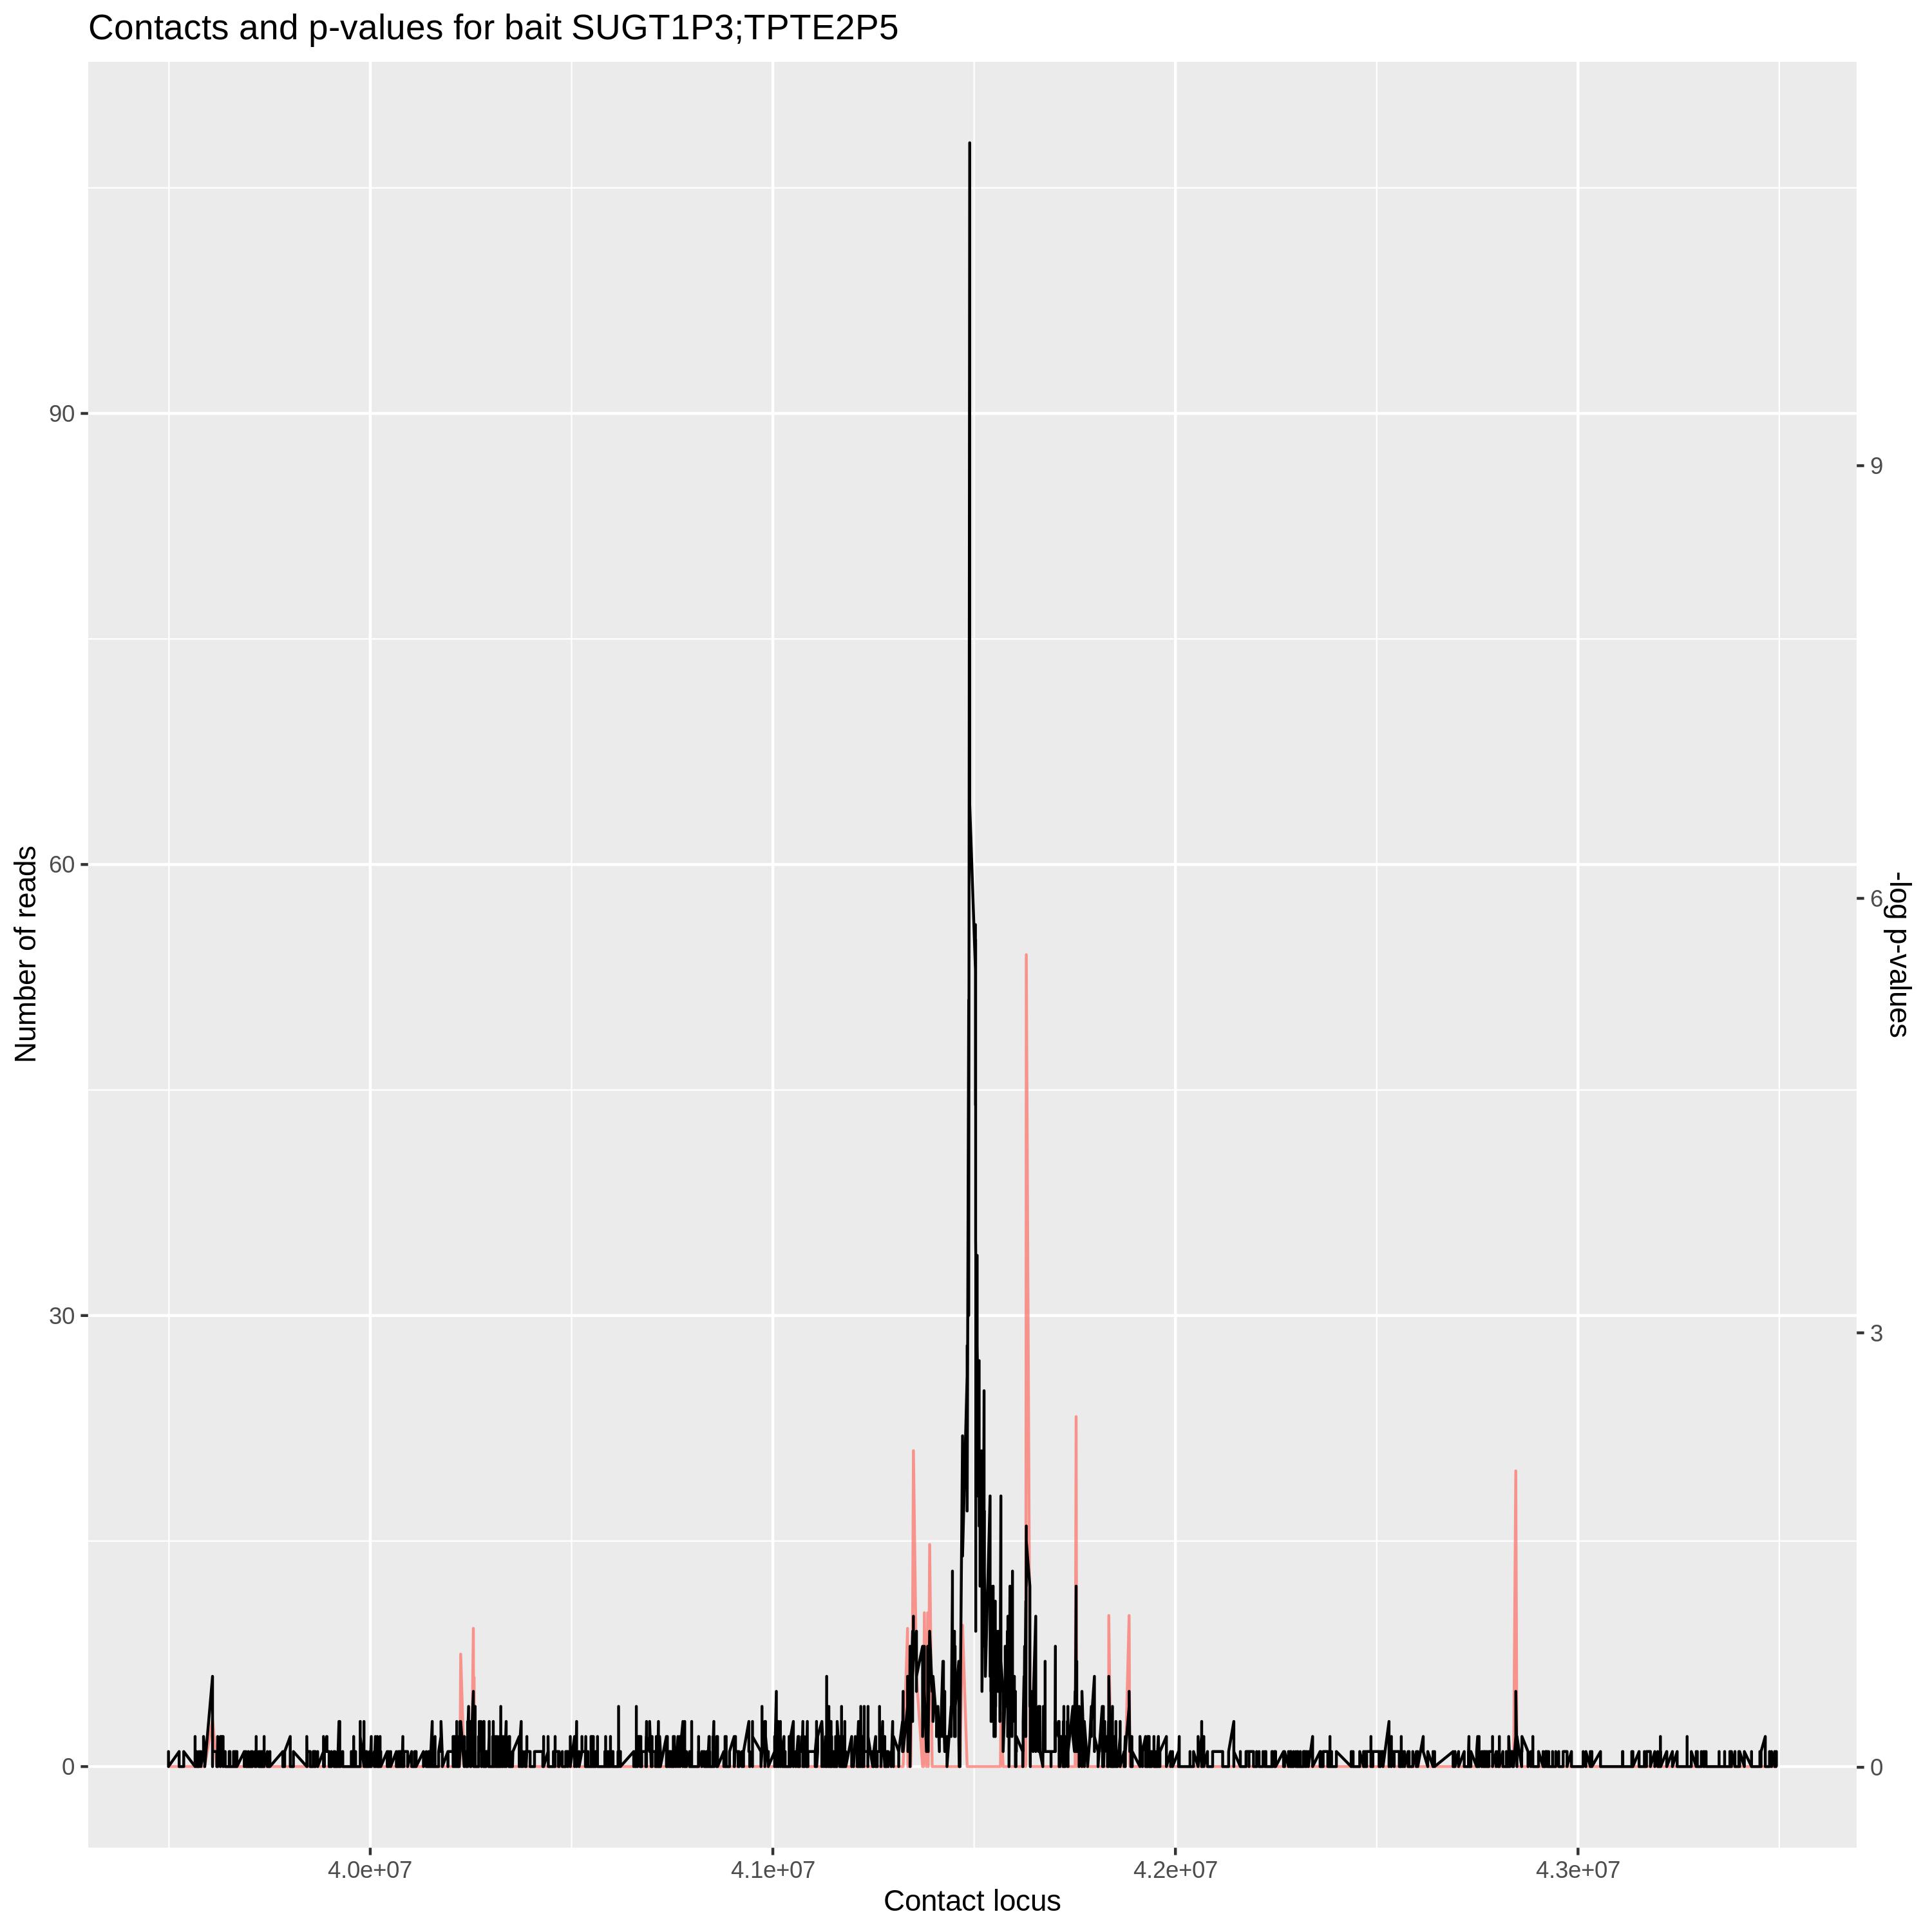 Contacts and p-values for bait SUGT1P3;TPTE2P5
Number of reads
90
60
30
0
9
6
3
0
-log p-values
4.0e+07 4.1e+07 4.2e+07 4.3e+07
Contact locus